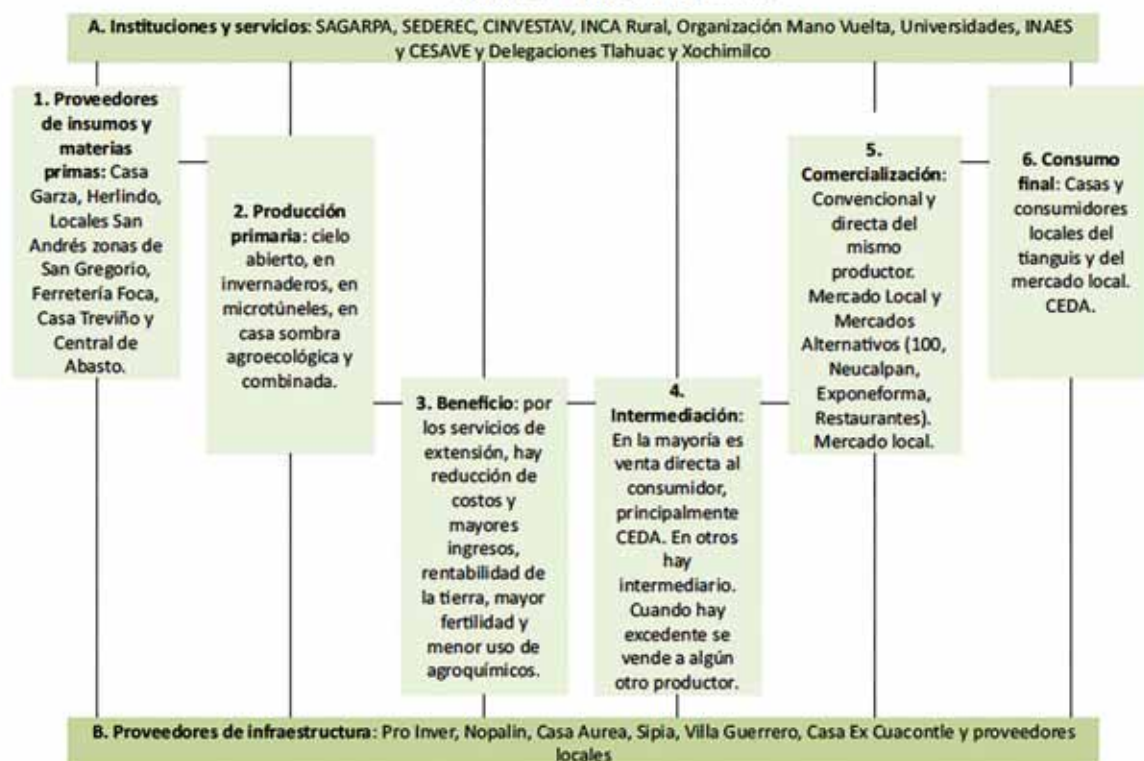 A. Instituciones y servicios: SAGARPA, SEDEREC, CINVESTAV, INCA Rural, Organización Mano Vuelta, Universidades, INAES
y CESAVE y Delegaciones Tlahuac y Xochimilco
1. Proveedores
de insumos y
materias
primas: Casa
Garza, Herlindo,
Locales San
Andrés zonas de
San Gregorio,
Ferretería Foca,
Casa Treviño y
Central de
Abasto.
2. Producción
primaria: cielo
abierto, en
invernaderos, en
microtúneles, en
casa sombra
agroecológica y
combinada.
3. Beneficio: por
los servicios de
extensión, hay
reducción de
costos y
mayores
ingresos,
rentabilidad de
la tierra, mayor
fertilidad y
menor uso de
agroquímicos.
4.
Intermediación:
En la mayoría es
venta directa al
consumidor,
principalmente
CEDA. En otros
hay
intermediario.
Cuando hay
excedente se
vende a algún
otro productor.
5.
Comercialización:
Convencional y
directa del
mismo
productor.
Mercado Local y
Mercados
Alternativos (100,
Neucalpan,
Exponeforma,
Restaurantes).
Mercado local.
6. Consumo
final: Casas y
consumidores
locales del
tianguis y del
mercado local.
CEDA.
B. Proveedores de infraestructura: Pro Inver, Nopalin, Casa Aurea, Sipia, Villa Guerrero, Casa Ex Cuacontle y proveedores
locales